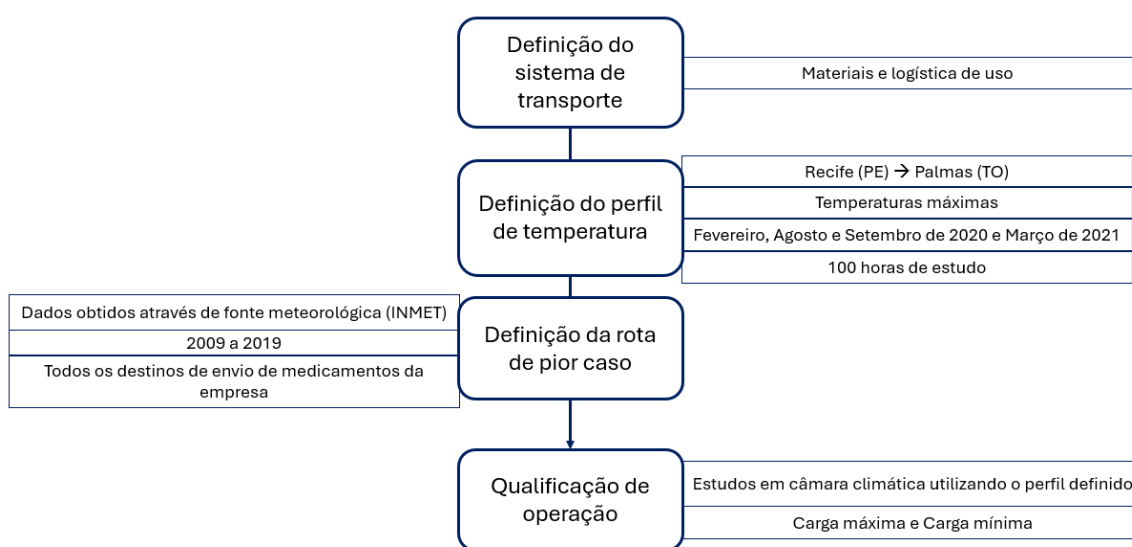 Definição do
sistema de
transporte
Materiais e logística de uso
Definição do perfil
de temperatura
Recife (PE) → Palmas (TO)
Temperaturas máximas
Fevereiro, Agosto e Setembro de 2020 e Março de 2021
100 horas de estudo
Dados obtidos através de fonte meteorológica (INMET)
2009 a 2019
Todos os destinos de envio de medicamentos da
empresa
Definição da rota
de pior caso
Qualificação de
operação
Estudos em câmara climática utilizando o perfil definido
Carga máxima e Carga mínima